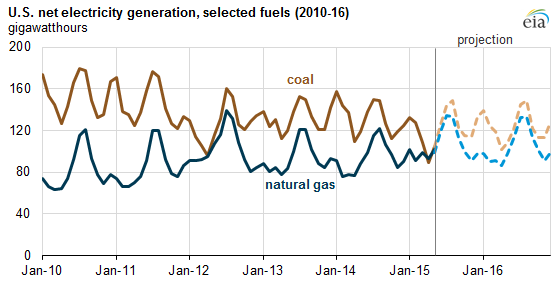 U.S. net electricity generation, selected fuels (2010-16)
gigawatthours
eia
projection
200
160
120
80
40
0
coal
natural gas
Jan-10 Jan-11 Jan-12 Jan-13 Jan-14 Jan-15 Jan-16